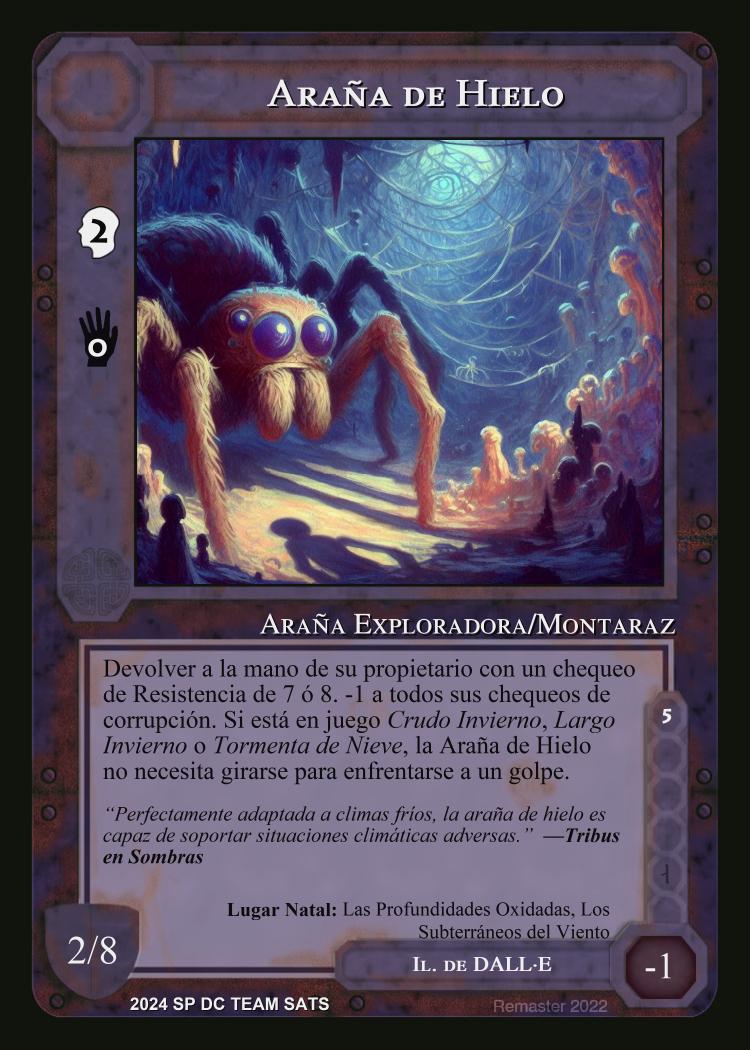 Araña de Hielo
2
0
Araña Exploradora/Montaraz
Devolver a la mano de su propietario con un chequeo
de Resistencia de 7 ó 8. -1 a todos sus chequeos de
corrupción. Si está en juego Crudo Invierno, Largo
Invierno o Tormenta de Nieve, la Araña de Hielo
no necesita girarse para enfrentarse a un golpe.
5
“Perfectamente adaptada a climas fríos, la araña de hielo es
capaz de soportar situaciones climáticas adversas.” —Tribus
en Sombras
Lugar Natal: Las Profundidades Oxidadas, Los
Subterráneos del Viento
2/8
Il. de DALL·E
-1
2024 SP DC TEAM SATS
Remaster 2022